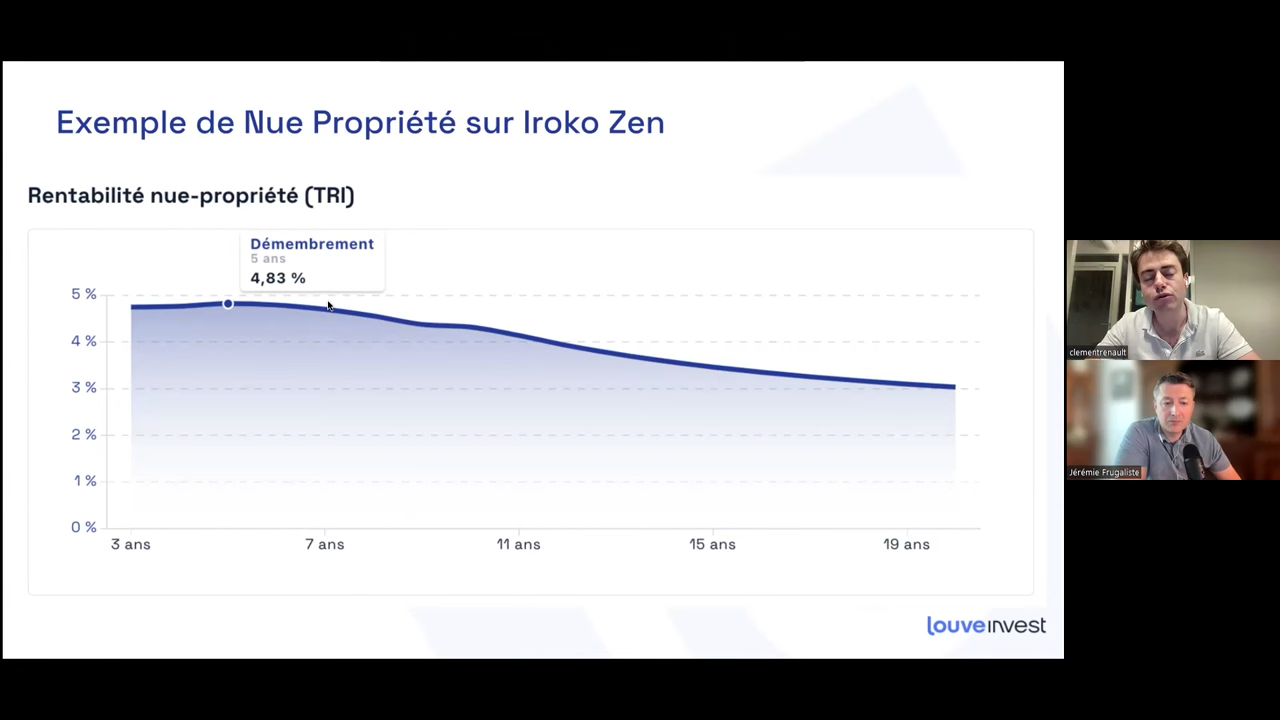 Exemple de Nue Propriété sur Iroko Zen
Rentabilité nue-propriété (TRI)
Démembrement
5 ans
4,83 %
5 %
4 %
3 %
2 %
1 %
0 %
3 ans
7 ans
11 ans
15 ans
19 ans
louveinvest
clementrenault
Jérémie Frugaliste